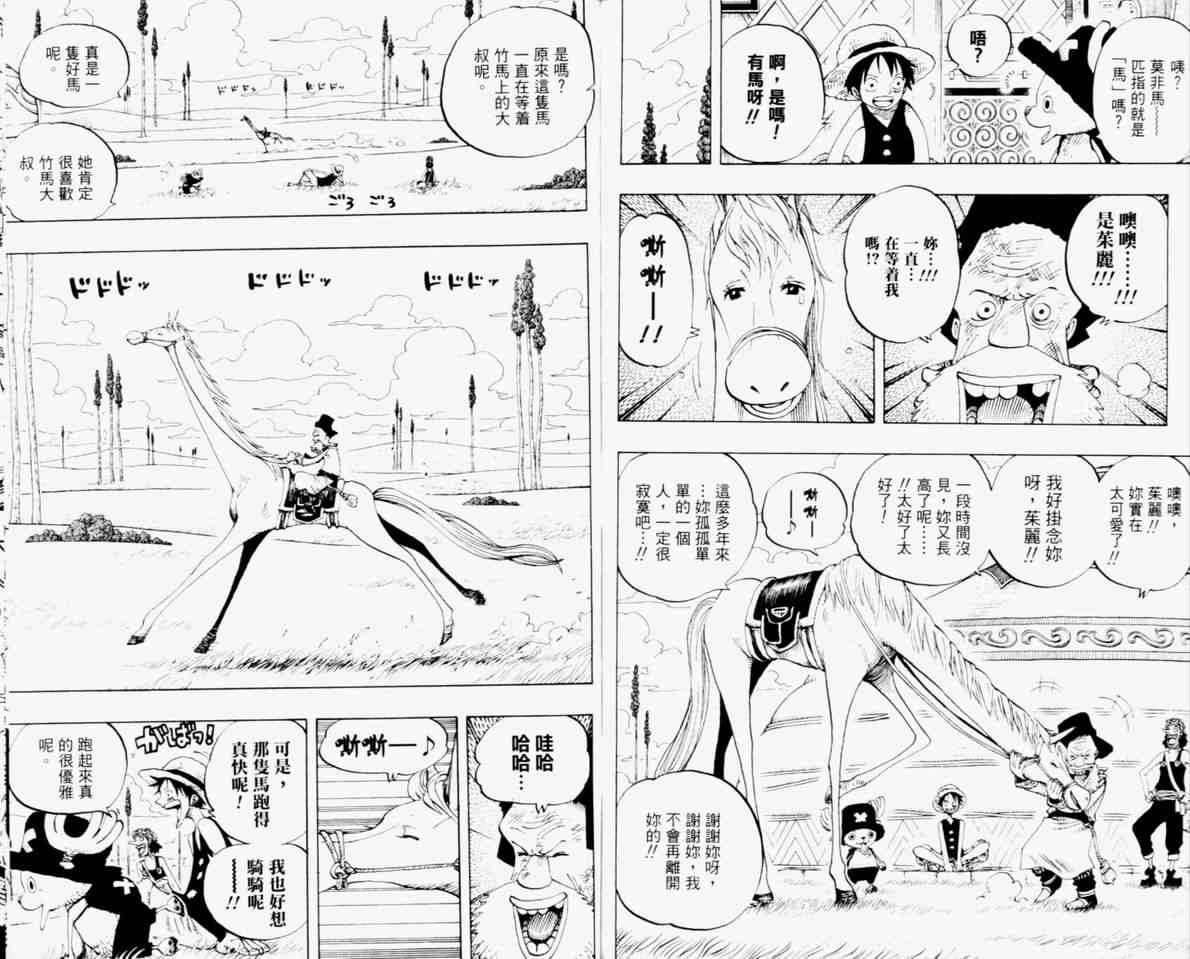 咦?
莫非馬～～
匹指的就是
「馬」嗎?
唔?
啊,是嗎!
有馬呀!!
噢噢……!!!
是茱麗!!!
妳…!!!
一直…
在等着我
嗎!?
嘶嘶—!!
噢噢,
茱麗!!
妳實在
太可愛了!!
我好掛念妳
呀,茱麗!!
一段時間沒
見,妳又長
高了呢……
!!太好了太
好了!
嘶嘶—♪
這麼多年來
…妳孤孤單
單的一個
人,一定很
寂寞吧…!!
謝謝妳呀,
謝謝妳,我
不會再離開
妳的!!
是嗎?
原來這隻馬
一直在等着
竹馬上的大
叔呢。
真是一
隻好馬
呢。
她肯定
很喜歡
竹馬大
叔。
ドドドッ
ドドドッ
ごろ ごろ
ドドドッ
ドドドッ
ドドドッ
哇哈
哈哈…
嘶嘶—♪
可是,
那隻馬跑得
真快呢!
我也好想
騎騎呢
～～～!!
がばっ!
跑起來真
的很優雅
呢。